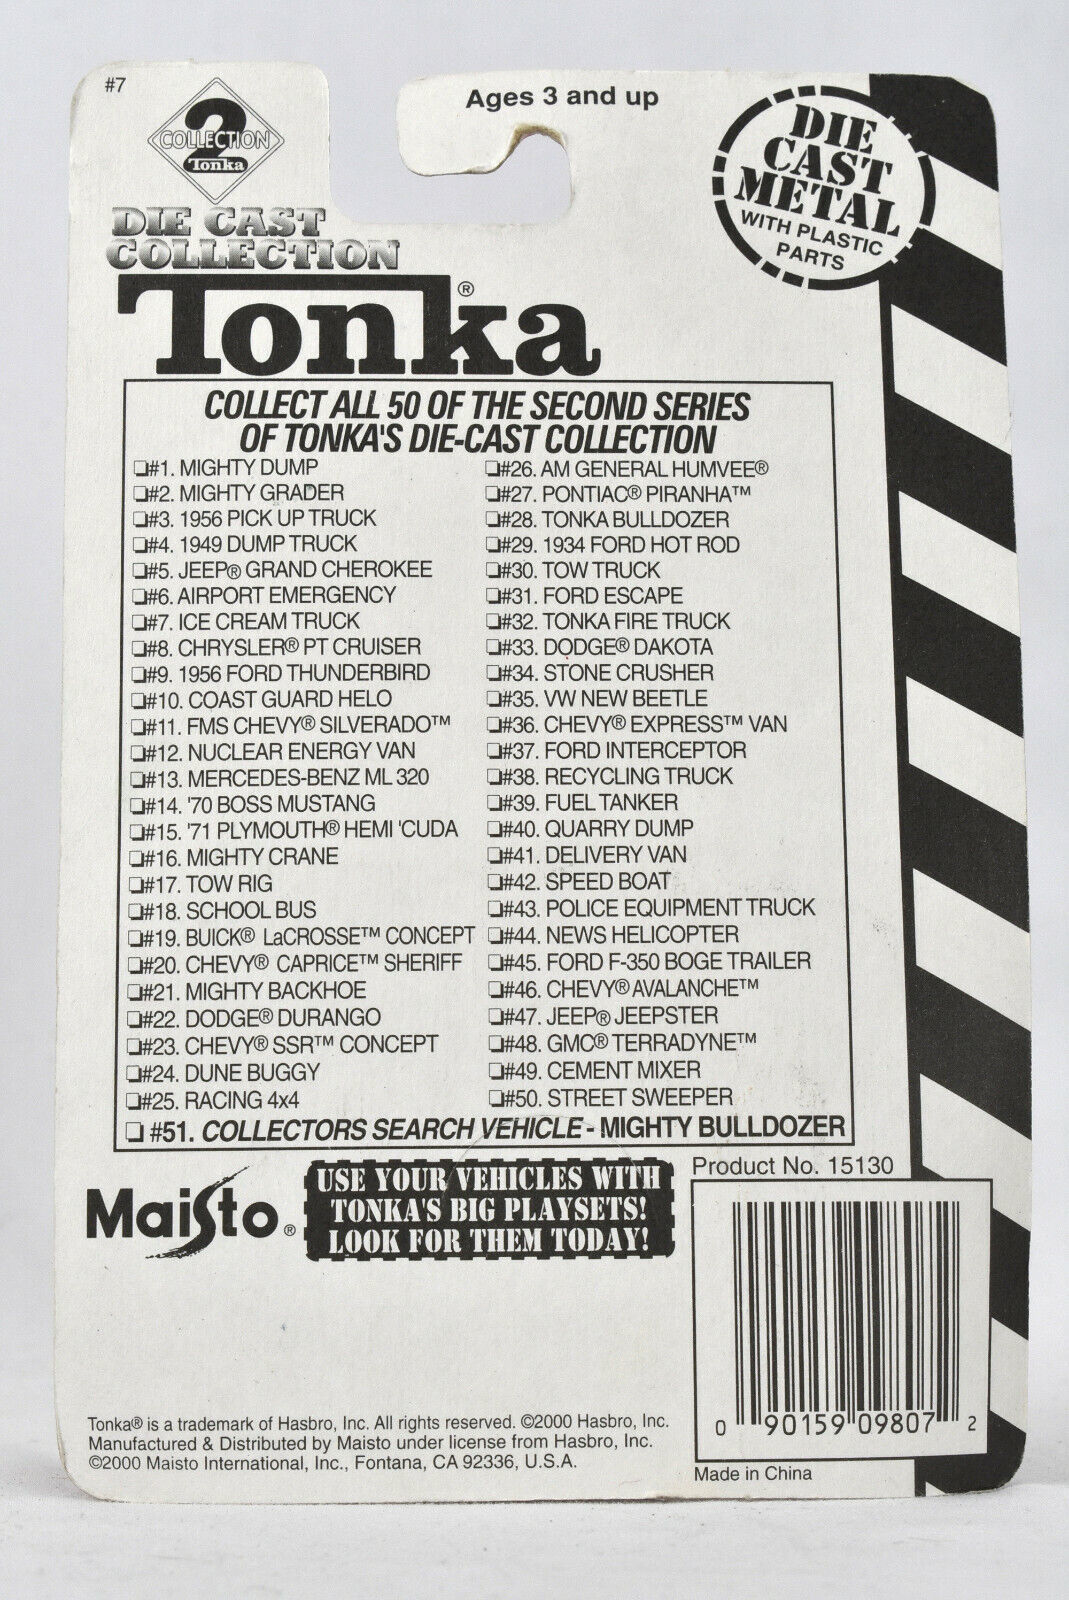 #7
2
COLLECTION
Tonka
DIE CAST
COLLECTION
Tonka®
Ages 3 and up
DIE
CAST
METAL
WITH PLASTIC
PARTS
COLLECT ALL 50 OF THE SECOND SERIES
OF TONKA'S DIE-CAST COLLECTION
❏#1. MIGHTY DUMP
❏#2. MIGHTY GRADER
❏#3. 1956 PICK UP TRUCK
❏#4. 1949 DUMP TRUCK
❏#5. JEEP® GRAND CHEROKEE
❏#6. AIRPORT EMERGENCY
❏#7. ICE CREAM TRUCK
❏#8. CHRYSLER® PT CRUISER
❏#9. 1956 FORD THUNDERBIRD
❏#10. COAST GUARD HELO
❏#11. FMS CHEVY® SILVERADO™
❏#12. NUCLEAR ENERGY VAN
❏#13. MERCEDES-BENZ ML 320
❏#14. '70 BOSS MUSTANG
❏#15. '71 PLYMOUTH® HEMI 'CUDA
❏#16. MIGHTY CRANE
❏#17. TOW RIG
❏#18. SCHOOL BUS
❏#19. BUICK® LaCROSSE™ CONCEPT
❏#20. CHEVY® CAPRICE™ SHERIFF
❏#21. MIGHTY BACKHOE
❏#22. DODGE® DURANGO
❏#23. CHEVY® SSR™ CONCEPT
❏#24. DUNE BUGGY
❏#25. RACING 4x4
❏#26. AM GENERAL HUMVEE®
❏#27. PONTIAC® PIRANHA™
❏#28. TONKA BULLDOZER
❏#29. 1934 FORD HOT ROD
❏#30. TOW TRUCK
❏#31. FORD ESCAPE
❏#32. TONKA FIRE TRUCK
❏#33. DODGE® DAKOTA
❏#34. STONE CRUSHER
❏#35. VW NEW BEETLE
❏#36. CHEVY® EXPRESS™ VAN
❏#37. FORD INTERCEPTOR
❏#38. RECYCLING TRUCK
❏#39. FUEL TANKER
❏#40. QUARRY DUMP
❏#41. DELIVERY VAN
❏#42. SPEED BOAT
❏#43. POLICE EQUIPMENT TRUCK
❏#44. NEWS HELICOPTER
❏#45. FORD F-350 BOGE TRAILER
❏#46. CHEVY® AVALANCHE™
❏#47. JEEP® JEEPSTER
❏#48. GMC® TERRADYNE™
❏#49. CEMENT MIXER
❏#50. STREET SWEEPER
❏ #51. COLLECTORS SEARCH VEHICLE - MIGHTY BULLDOZER
Maisto®
USE YOUR VEHICLES WITH
TONKA'S BIG PLAYSETS!
LOOK FOR THEM TODAY!
Product No. 15130
0 90159 09807 2
Made in China
Tonka® is a trademark of Hasbro, Inc. All rights reserved. ©2000 Hasbro, Inc.
Manufactured & Distributed by Maisto under license from Hasbro, Inc.
©2000 Maisto International, Inc., Fontana, CA 92336, U.S.A.